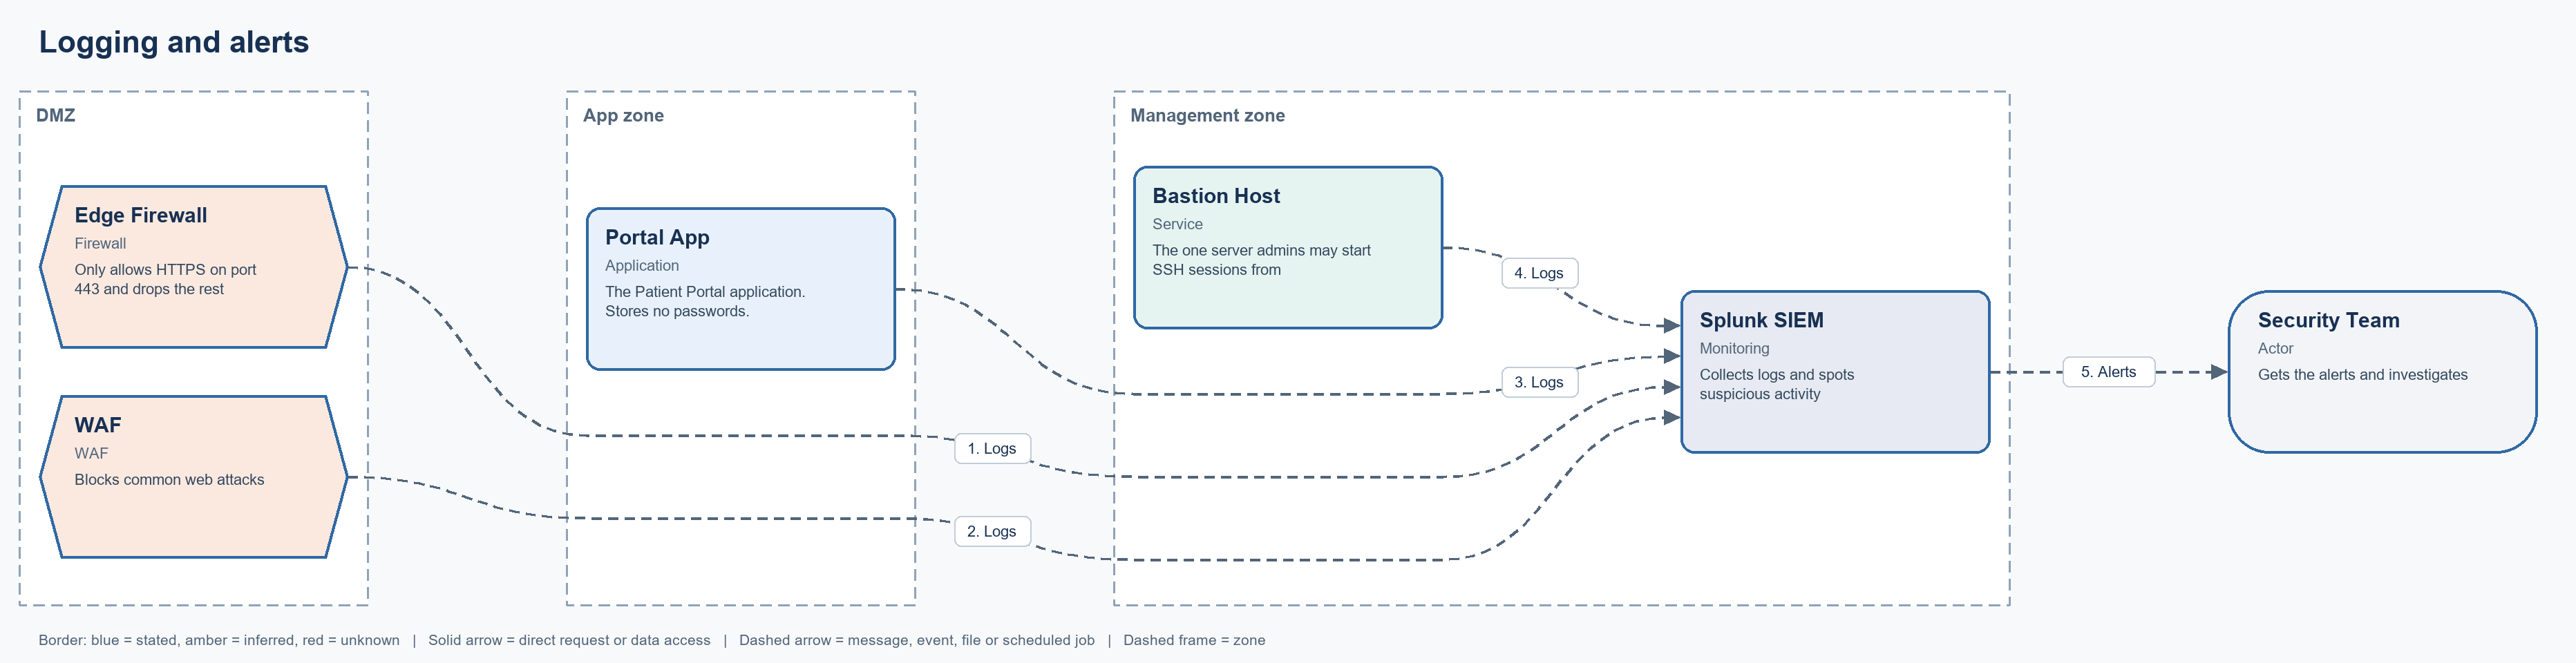 Logging and alerts
DMZ
Edge Firewall
Firewall
Only allows HTTPS on port
443 and drops the rest
WAF
WAF
Blocks common web attacks
App zone
Portal App
Application
The Patient Portal application.
Stores no passwords.
1. Logs
2. Logs
Management zone
Bastion Host
Service
The one server admins may start
SSH sessions from
4. Logs
3. Logs
Splunk SIEM
Monitoring
Collects logs and spots
suspicious activity
5. Alerts
Security Team
Actor
Gets the alerts and investigates
Border: blue = stated, amber = inferred, red = unknown | Solid arrow = direct request or data access | Dashed arrow = message, event, file or scheduled job | Dashed frame = zone